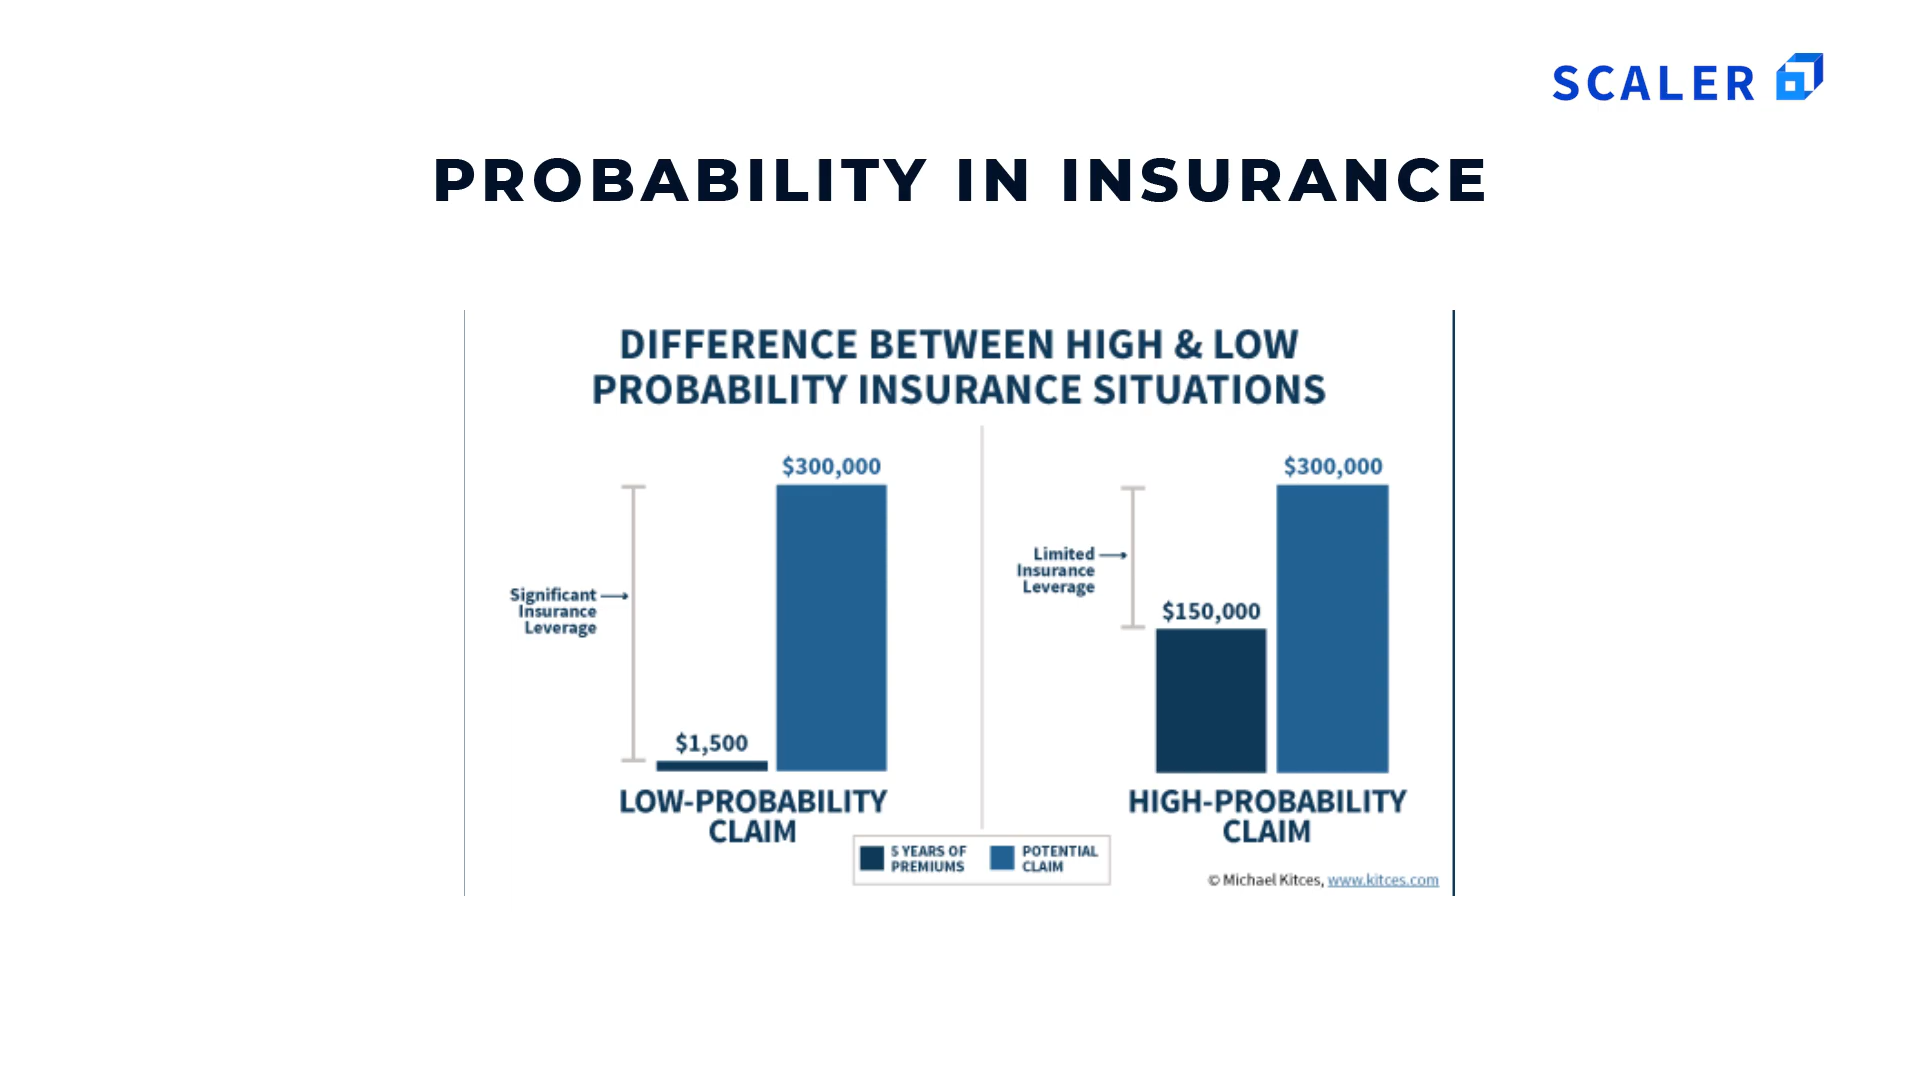 SCALER
PROBABILITY IN INSURANCE
DIFFERENCE BETWEEN HIGH & LOW
PROBABILITY INSURANCE SITUATIONS
$300,000
Significant
Insurance
Leverage
$1,500
LOW-PROBABILITY
CLAIM
$300,000
Limited
Insurance
Leverage
$150,000
HIGH-PROBABILITY
CLAIM
5 YEARS OF
PREMIUMS
POTENTIAL
CLAIM
© Michael Kitces, www.kitces.com